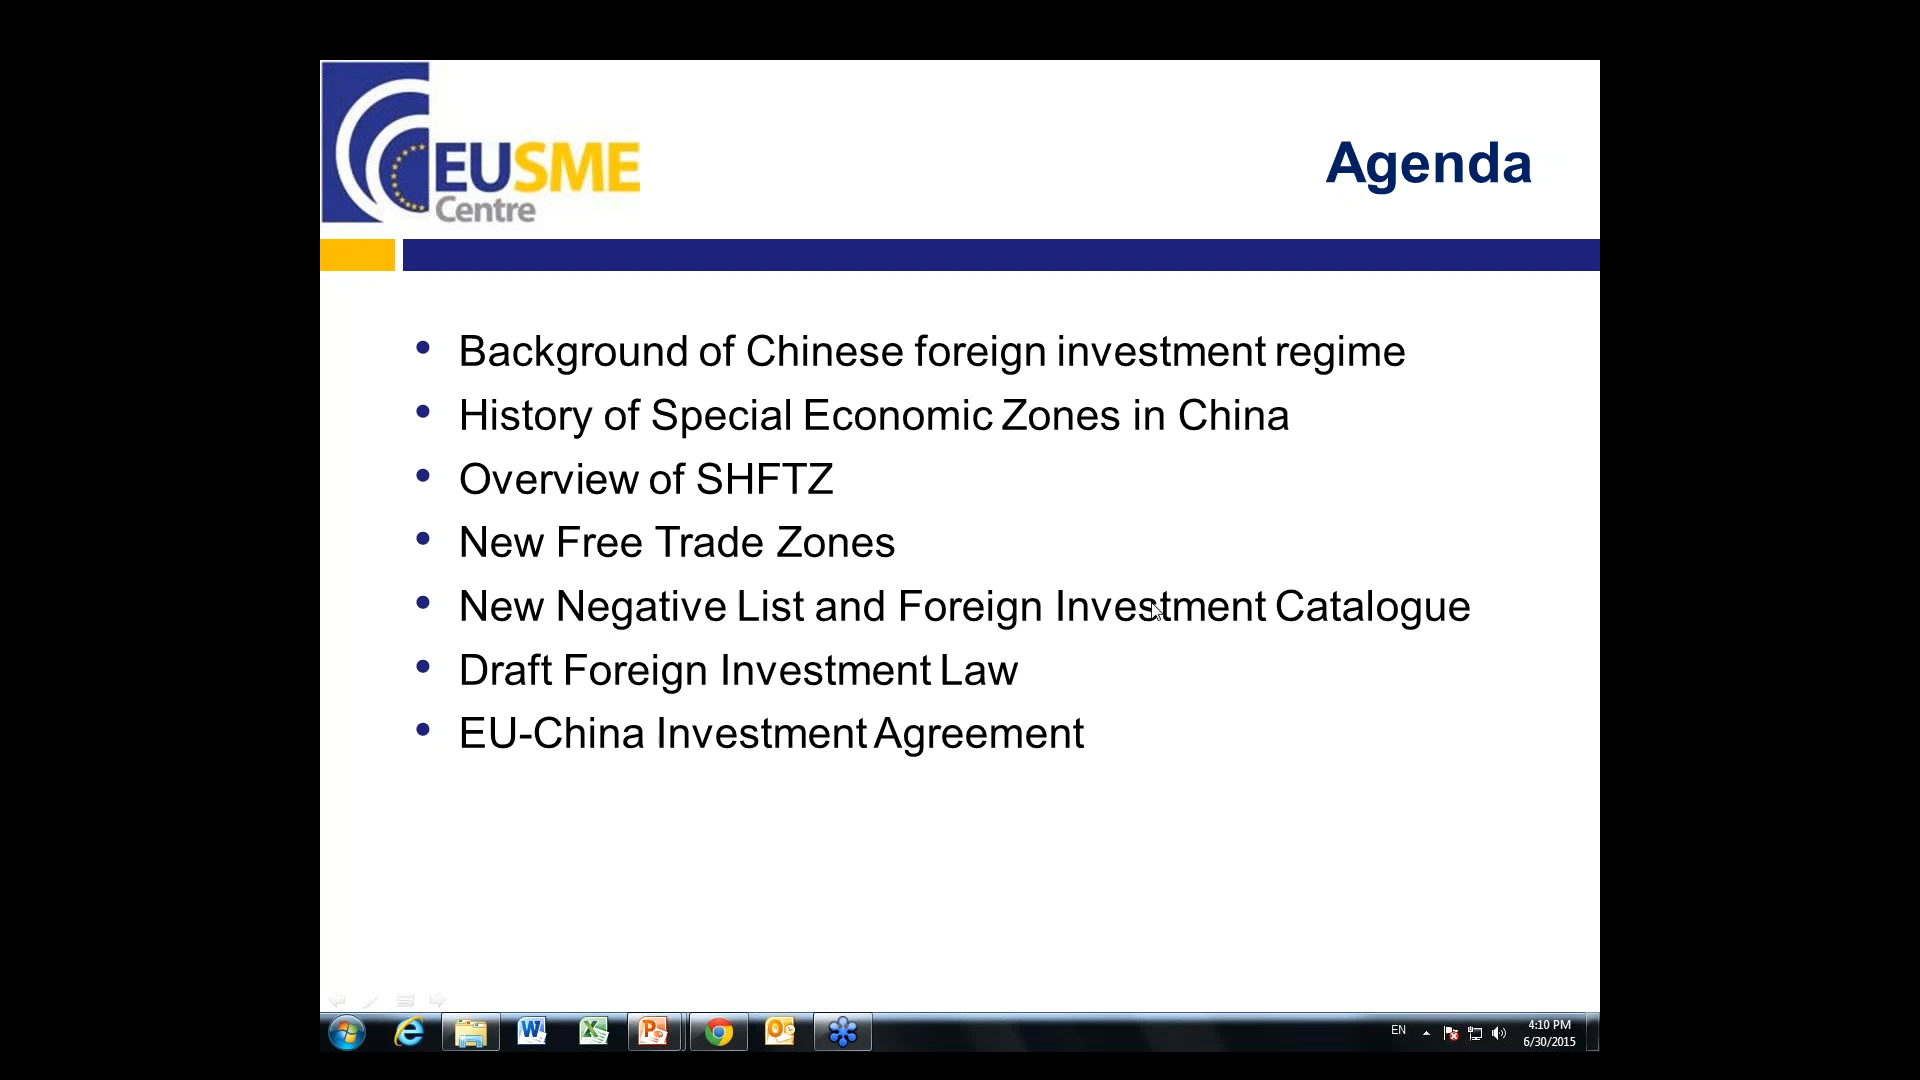 EUSME
Centre
Agenda
• Background of Chinese foreign investment regime
• History of Special Economic Zones in China
• Overview of SHFTZ
• New Free Trade Zones
• New Negative List and Foreign Investment Catalogue
• Draft Foreign Investment Law
• EU-China Investment Agreement
EN
4:10 PM
6/30/2015